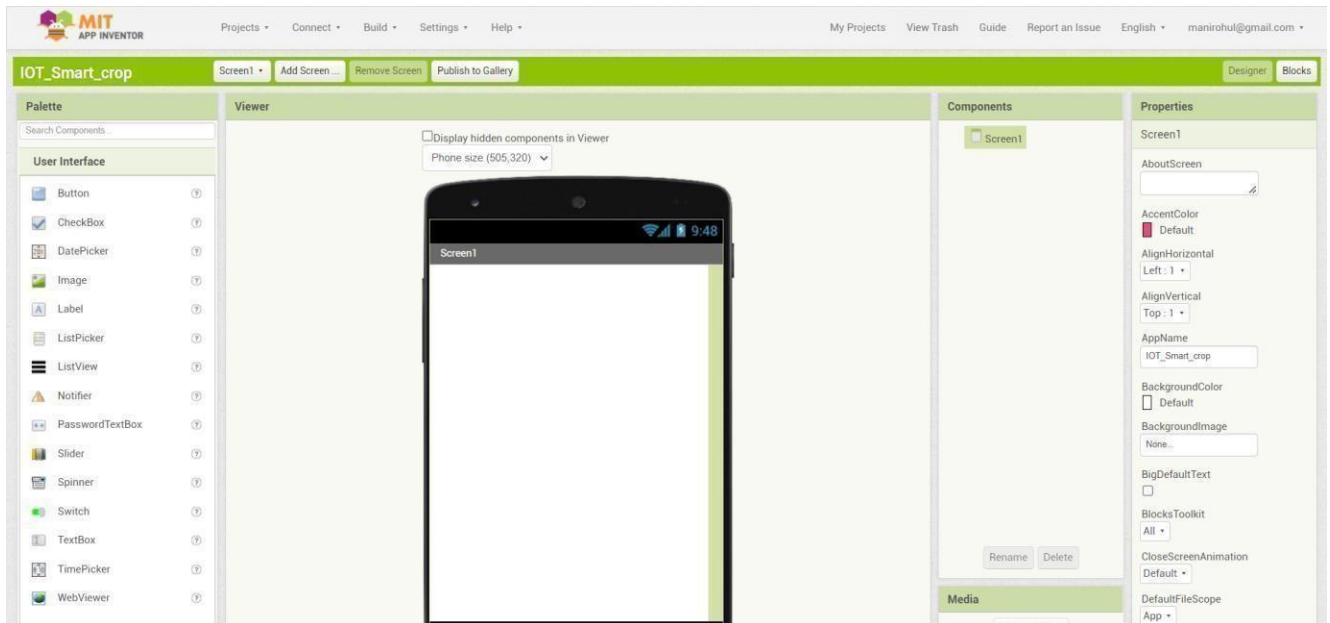 MIT
APP INVENTOR
Projects Connect Build Settings Help My Projects View Trash Guide Report an Issue English manirohul@gmail.com
IOT_Smart_crop Screen1 Add Screen ... Remove Screen Publish to Gallery Designer Blocks
Palette
Search Components...
User Interface
Button
CheckBox
DatePicker
Image
Label
ListPicker
ListView
Notifier
PasswordTextBox
Slider
Spinner
Switch
TextBox
TimePicker
WebViewer
Viewer
Display hidden components in Viewer
Phone size (505,320)
9:48
Screen1
Components
Screen1
Rename Delete
Media
Properties
Screen1
AboutScreen
AccentColor
Default
AlignHorizontal
Left : 1
AlignVertical
Top : 1
AppName
IOT_Smart_crop
BackgroundColor
Default
BackgroundImage
None...
BigDefaultText
BlocksToolkit
All
CloseScreenAnimation
Default
DefaultFileScope
App